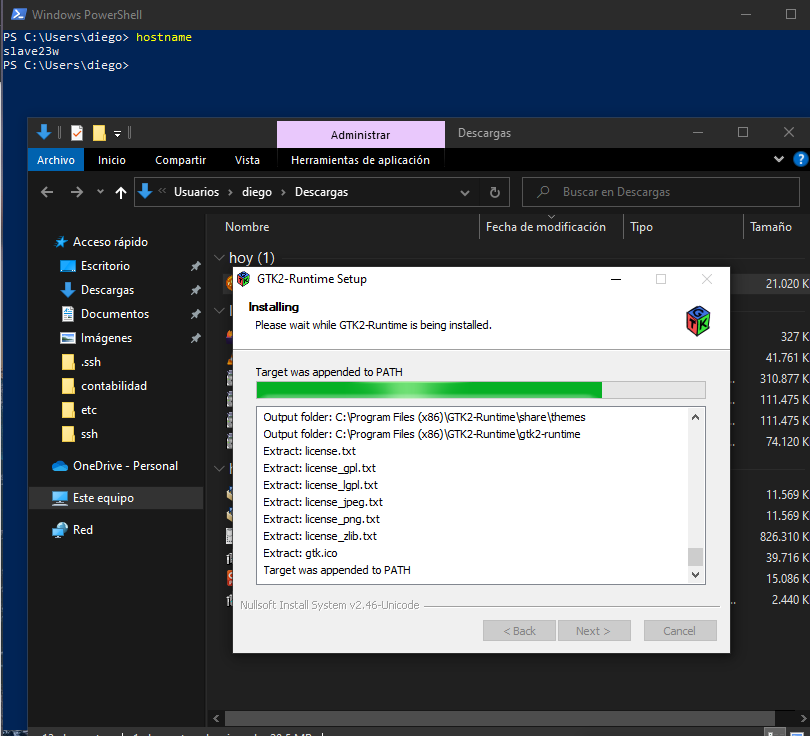 Windows PowerShell
PS C:\Users\diego> hostname
slave23w
PS C:\Users\diego>
Administrar
Descargas
Archivo Inicio Compartir Vista Herramientas de aplicación
« Usuarios > diego > Descargas
Buscar en Descargas
Nombre Fecha de modificación Tipo Tamaño
Acceso rápido
Escritorio
Descargas
Documentos
Imágenes
.ssh
contabilidad
etc
ssh
OneDrive - Personal
Este equipo
Red
hoy (1)
21.020 K
327 K
41.761 K
310.877 K
111.475 K
111.475 K
74.120 K
11.569 K
11.569 K
826.310 K
39.716 K
15.086 K
2.440 K
GTK2-Runtime Setup
Installing
Please wait while GTK2-Runtime is being installed.
GTK
Target was appended to PATH
Output folder: C:\Program Files (x86)\GTK2-Runtime\share\themes
Output folder: C:\Program Files (x86)\GTK2-Runtime\gtk2-runtime
Extract: license.txt
Extract: license_gpl.txt
Extract: license_lgpl.txt
Extract: license_jpeg.txt
Extract: license_png.txt
Extract: license_zlib.txt
Extract: gtk.ico
Target was appended to PATH
Nullsoft Install System v2.46-Unicode
< Back Next > Cancel